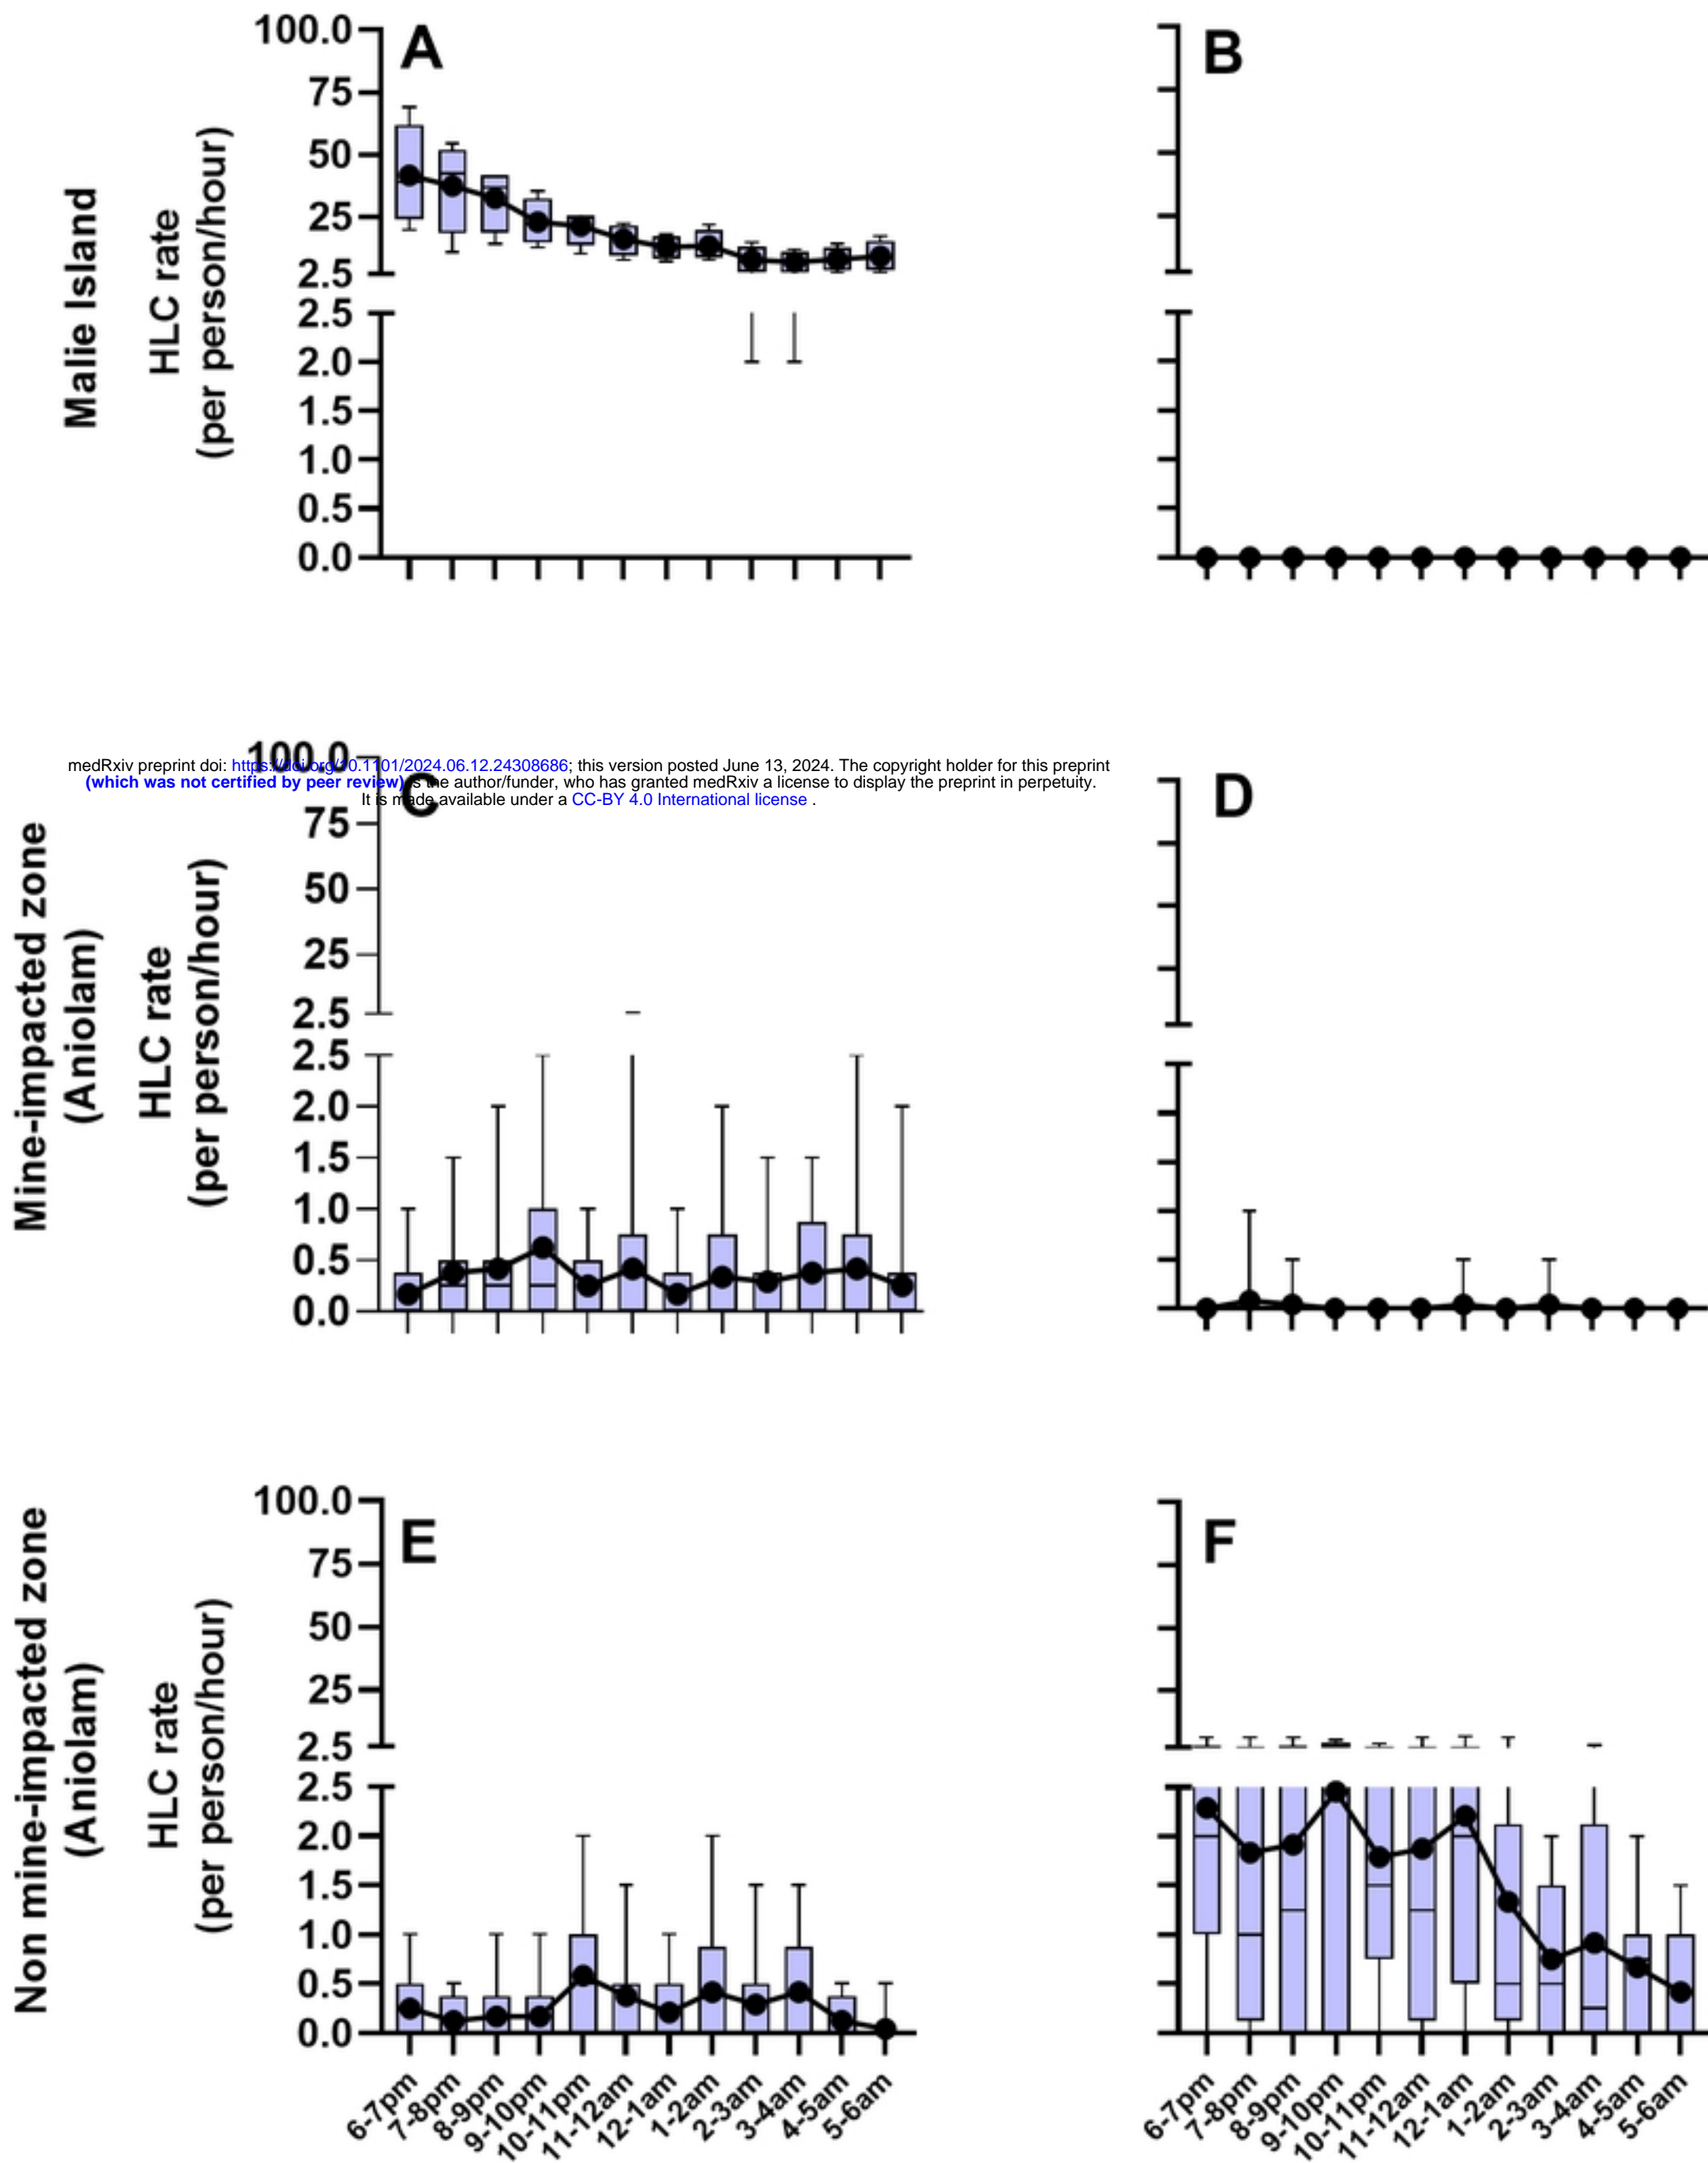 Malie Island
HLC rate
(per person/hour)
100.0
75
50
25
2.5
2.5
2.0
1.5
1.0
0.5
0.0
A
B
medRxiv preprint doi: https://doi.org/10.1101/2024.06.12.24308686; this version posted June 13, 2024. The copyright holder for this preprint
(which was not certified by peer review) is the author/funder, who has granted medRxiv a license to display the preprint in perpetuity.
It is made available under a CC-BY 4.0 International license .
Mine-impacted zone
(Aniolam)
HLC rate
(per person/hour)
100.0
75
50
25
2.5
2.5
2.0
1.5
1.0
0.5
0.0
C
D
Non mine-impacted zone
(Aniolam)
HLC rate
(per person/hour)
100.0
75
50
25
2.5
2.5
2.0
1.5
1.0
0.5
0.0
E
F
6-7pm
7-8pm
8-9pm
9-10pm
10-11pm
11-12am
12-1am
1-2am
2-3am
3-4am
4-5am
5-6am
6-7pm
7-8pm
8-9pm
9-10pm
10-11pm
11-12am
12-1am
1-2am
2-3am
3-4am
4-5am
5-6am